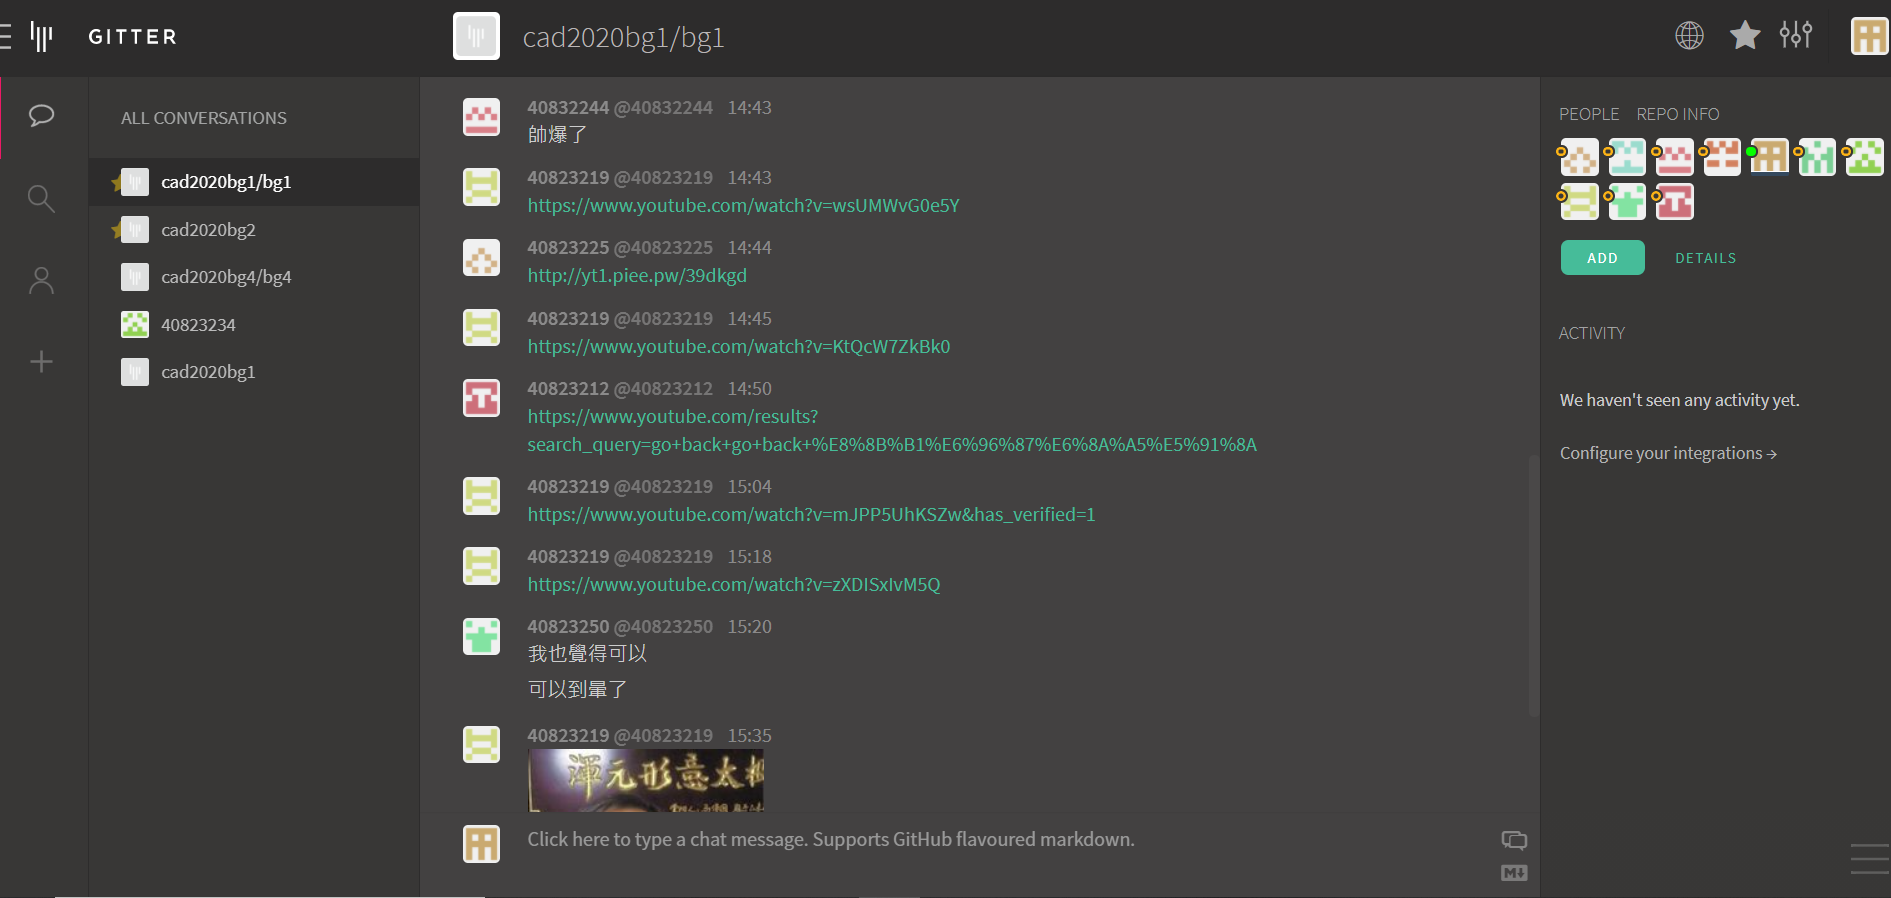 GITTER
cad2020bg1/bg1
ALL CONVERSATIONS
cad2020bg1/bg1
cad2020bg2
cad2020bg4/bg4
40823234
cad2020bg1
40832244 @40832244 14:43
帥爆了
40823219 @40823219 14:43
https://www.youtube.com/watch?v=wsUMWvG0e5Y
40823225 @40823225 14:44
http://yt1.piee.pw/39dkgd
40823219 @40823219 14:45
https://www.youtube.com/watch?v=KtQcW7ZkBk0
40823212 @40823212 14:50
https://www.youtube.com/results?
search_query=go+back+go+back+%E8%8B%B1%E6%96%87%E6%8A%A5%E5%91%8A
40823219 @40823219 15:04
https://www.youtube.com/watch?v=mJPP5UhKSZw&has_verified=1
40823219 @40823219 15:18
https://www.youtube.com/watch?v=zXDISxIvM5Q
40823250 @40823250 15:20
我也覺得可以
可以到暈了
40823219 @40823219 15:35
渾元形意太極
Click here to type a chat message. Supports GitHub flavoured markdown.
PEOPLE REPO INFO
ADD DETAILS
ACTIVITY
We haven't seen any activity yet.
Configure your integrations →